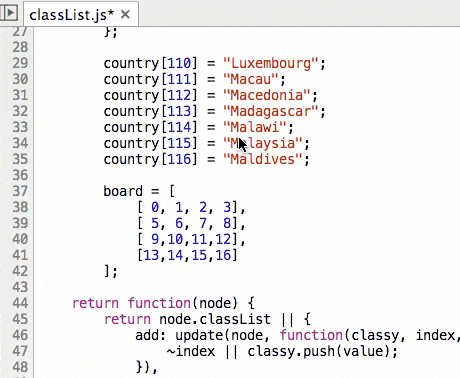 classList.js* ×
27 };
28
29 country[110] = "Luxembourg";
30 country[111] = "Macau";
31 country[112] = "Macedonia";
32 country[113] = "Madagascar";
33 country[114] = "Malawi";
34 country[115] = "Malaysia";
35 country[116] = "Maldives";
36
37 board = [
38 [ 0, 1, 2, 3],
39 [ 5, 6, 7, 8],
40 [ 9,10,11,12],
41 [13,14,15,16]
42 ];
43
44 return function(node) {
45 return node.classList || {
46 add: update(node, function(classy, index,
47 ~index || classy.push(value);
48 }),